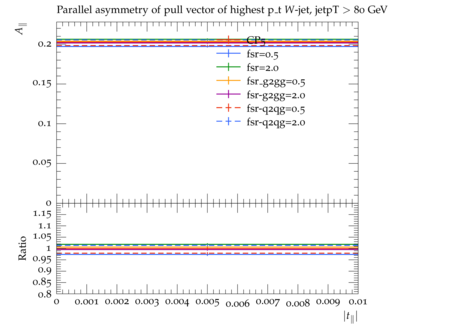 Parallel asymmetry of pull vector of highest p_t W-jet, jetpT > 80 GeV
A∥
0.2
0.15
0.1
0.05
0
CP5
fsr=0.5
fsr=2.0
fsr_g2gg=0.5
fsr-g2gg=2.0
fsr-q2qg=0.5
fsr-q2qg=2.0
Ratio
1.15
1.1
1.05
1
0.95
0.9
0.85
0.8
0 0.001 0.002 0.003 0.004 0.005 0.006 0.007 0.008 0.009 0.01
|t∥|